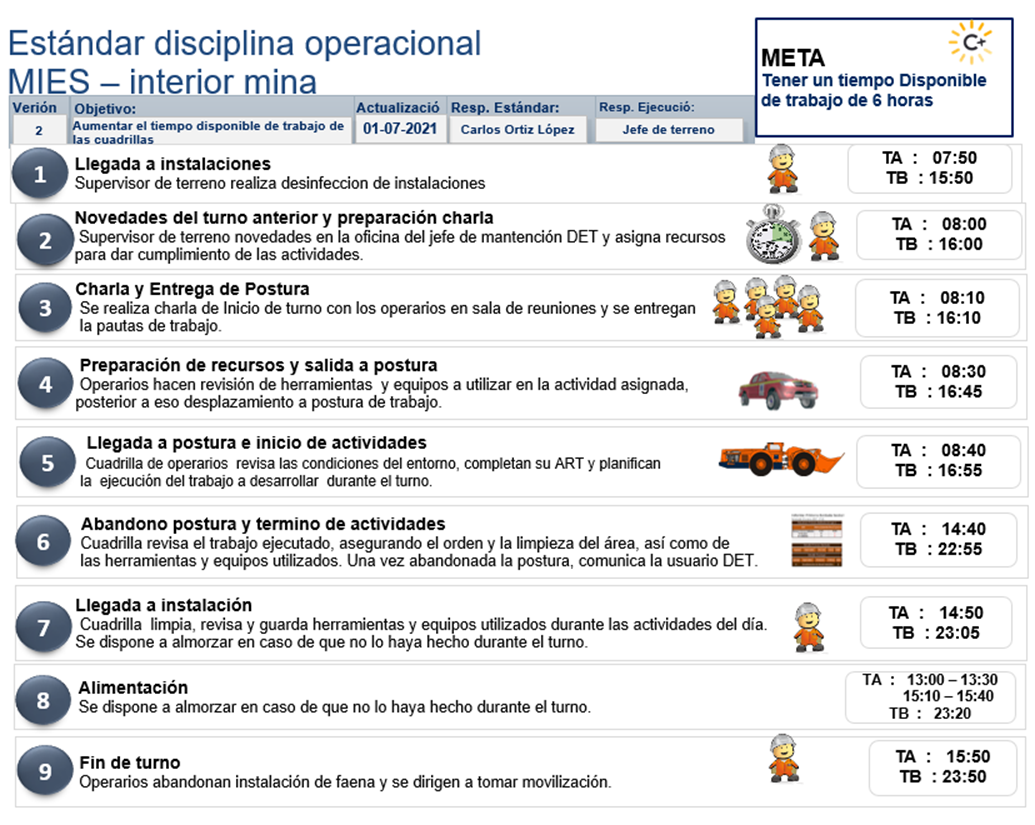 Estándar disciplina operacional
MIES – interior mina
C+
META
Tener un tiempo Disponible
de trabajo de 6 horas
Verión
Objetivo:
Actualizació
Resp. Estándar:
Resp. Ejecució:
2
Aumentar el tiempo disponible de trabajo de
las cuadrillas
01-07-2021
Carlos Ortiz López
Jefe de terreno
1
Llegada a instalaciones
Supervisor de terreno realiza desinfeccion de instalaciones
TA : 07:50
TB : 15:50
2
Novedades del turno anterior y preparación charla
Supervisor de terreno novedades en la oficina del jefe de mantención DET y asigna recursos
para dar cumplimiento de las actividades.
TA : 08:00
TB : 16:00
3
Charla y Entrega de Postura
Se realiza charla de Inicio de turno con los operarios en sala de reuniones y se entregan
la pautas de trabajo.
TA : 08:10
TB : 16:10
4
Preparación de recursos y salida a postura
Operarios hacen revisión de herramientas y equipos a utilizar en la actividad asignada,
posterior a eso desplazamiento a postura de trabajo.
TA : 08:30
TB : 16:45
5
Llegada a postura e inicio de actividades
Cuadrilla de operarios revisa las condiciones del entorno, completan su ART y planifican
la ejecución del trabajo a desarrollar durante el turno.
TA : 08:40
TB : 16:55
6
Abandono postura y termino de actividades
Cuadrilla revisa el trabajo ejecutado, asegurando el orden y la limpieza del área, así como de
las herramientas y equipos utilizados. Una vez abandonada la postura, comunica la usuario DET.
TA : 14:40
TB : 22:55
7
Llegada a instalación
Cuadrilla limpia, revisa y guarda herramientas y equipos utilizados durante las actividades del día.
Se dispone a almorzar en caso de que no lo haya hecho durante el turno.
TA : 14:50
TB : 23:05
8
Alimentación
Se dispone a almorzar en caso de que no lo haya hecho durante el turno.
TA : 13:00 – 13:30
15:10 – 15:40
TB : 23:20
9
Fin de turno
Operarios abandonan instalación de faena y se dirigen a tomar movilización.
TA : 15:50
TB : 23:50